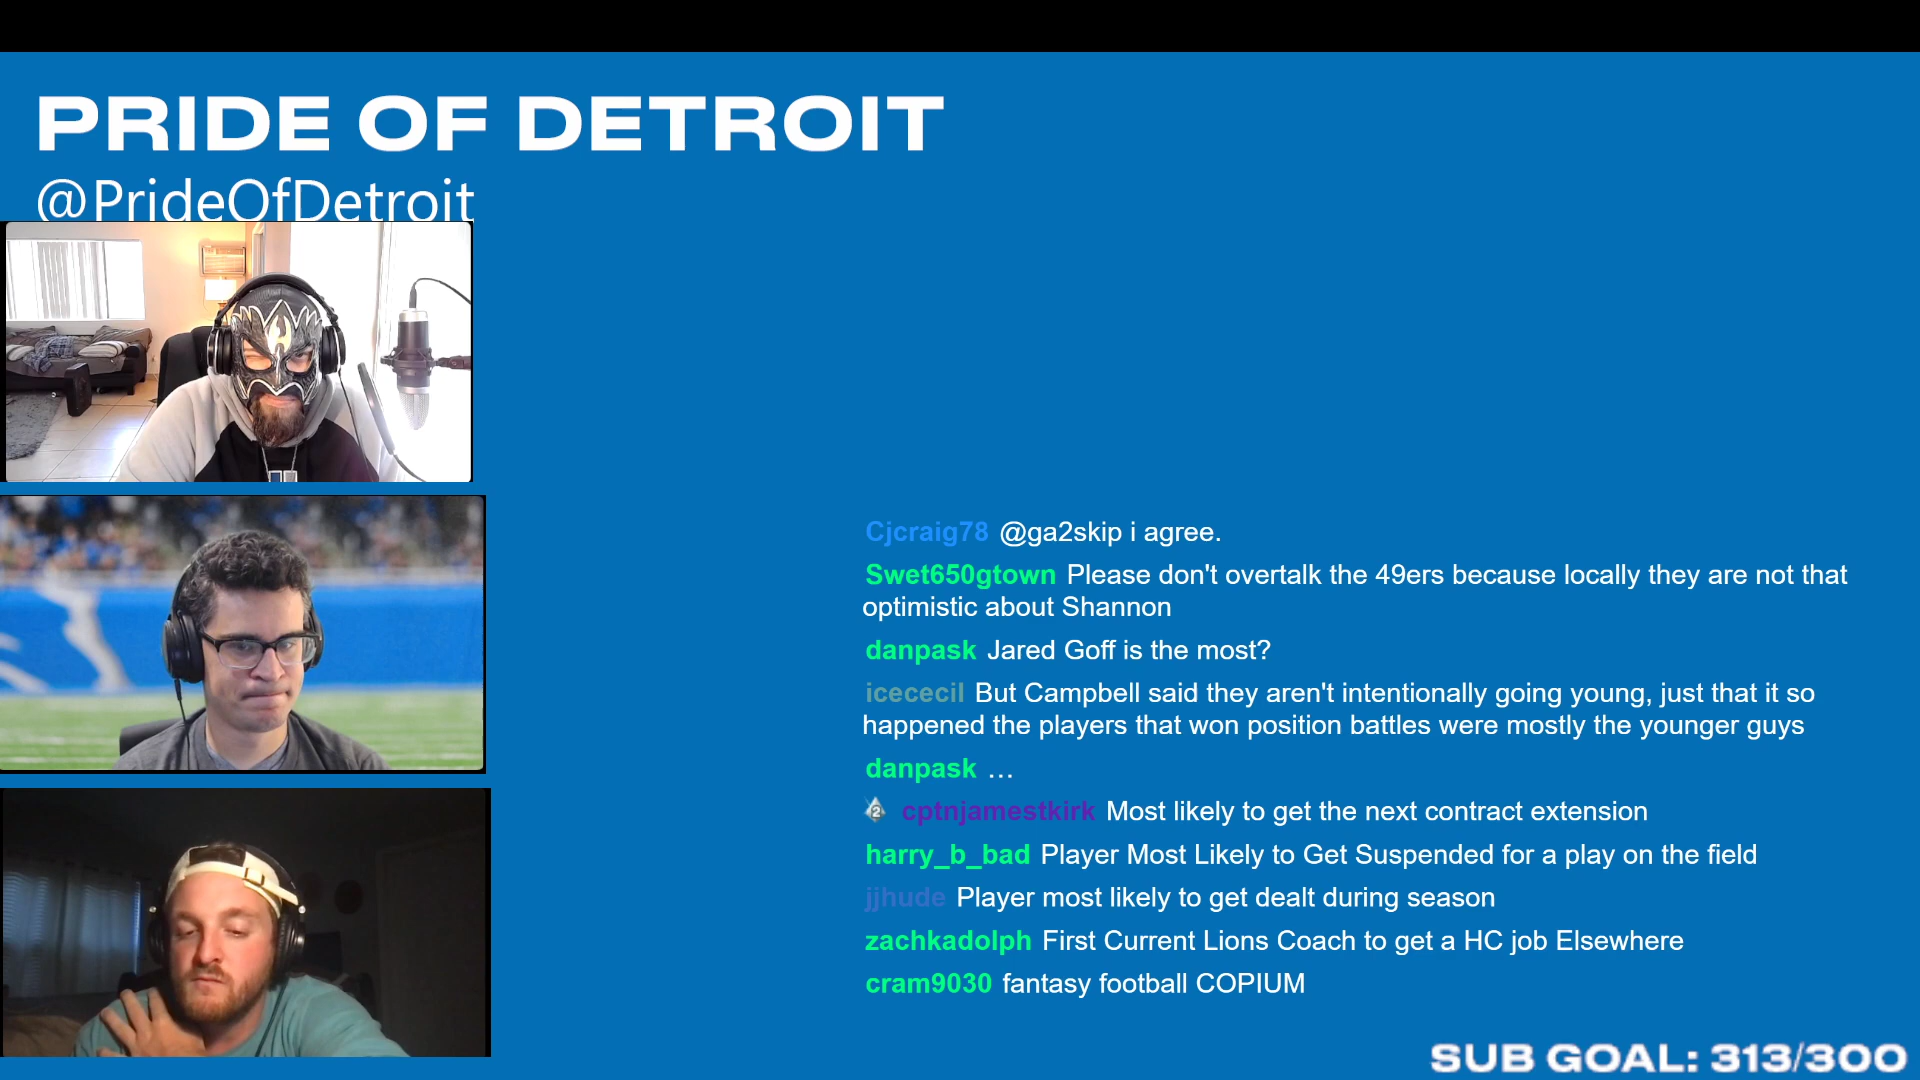 PRIDE OF DETROIT
@PrideOfDetroit
Cjcraig78 @ga2skip i agree.
Swet650gtown Please don't overtalk the 49ers because locally they are not that
optimistic about Shannon
danpask Jared Goff is the most?
icececil But Campbell said they aren't intentionally going young, just that it so
happened the players that won position battles were mostly the younger guys
danpask …
2 cptnjamestkirk Most likely to get the next contract extension
harry_b_bad Player Most Likely to Get Suspended for a play on the field
jjhude Player most likely to get dealt during season
zachkadolph First Current Lions Coach to get a HC job Elsewhere
cram9030 fantasy football COPIUM
SUB GOAL: 313/300